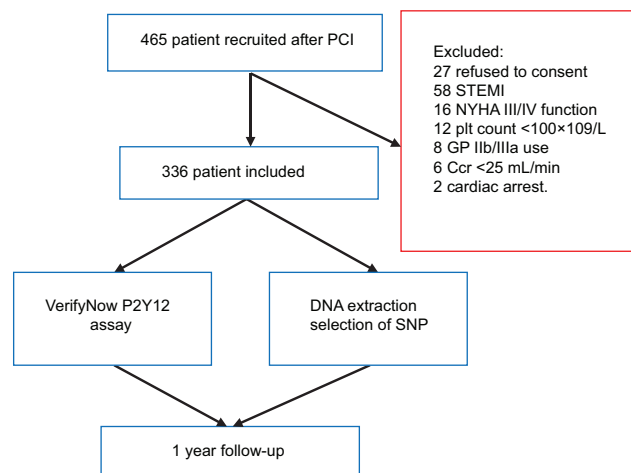 465 patient recruited after PCI
Excluded:
27 refused to consent
58 STEMI
16 NYHA III/IV function
12 plt count <100×109/L
8 GP IIb/IIIa use
6 Ccr <25 mL/min
2 cardiac arrest.
336 patient included
VerifyNow P2Y12
assay
DNA extraction
selection of SNP
1 year follow-up